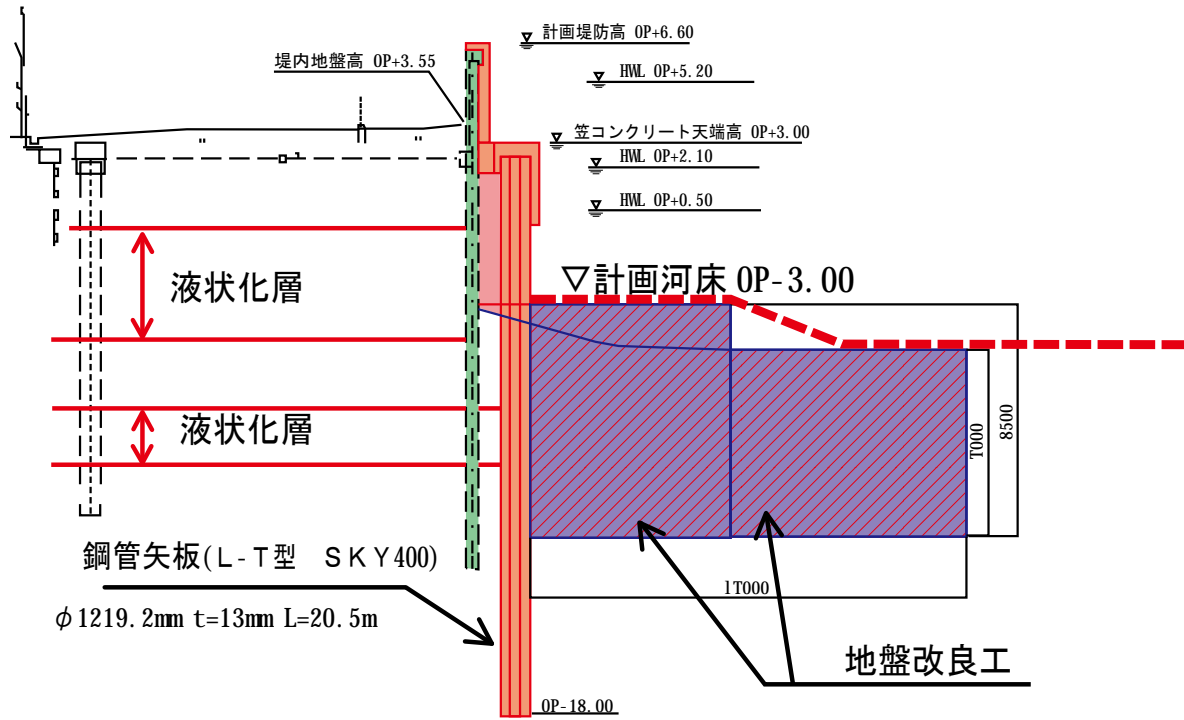 計画堤防高 OP+6.60
堤内地盤高 OP+3.55
HWL OP+5.20
笠コンクリート天端高 OP+3.00
HWL OP+2.10
HWL OP+0.50
▽計画河床 OP-3.00
液状化層
液状化層
T000
8500
鋼管矢板(L-T型 SKY400)
φ1219.2mm t=13mm L=20.5m
1T000
地盤改良工
OP-18.00